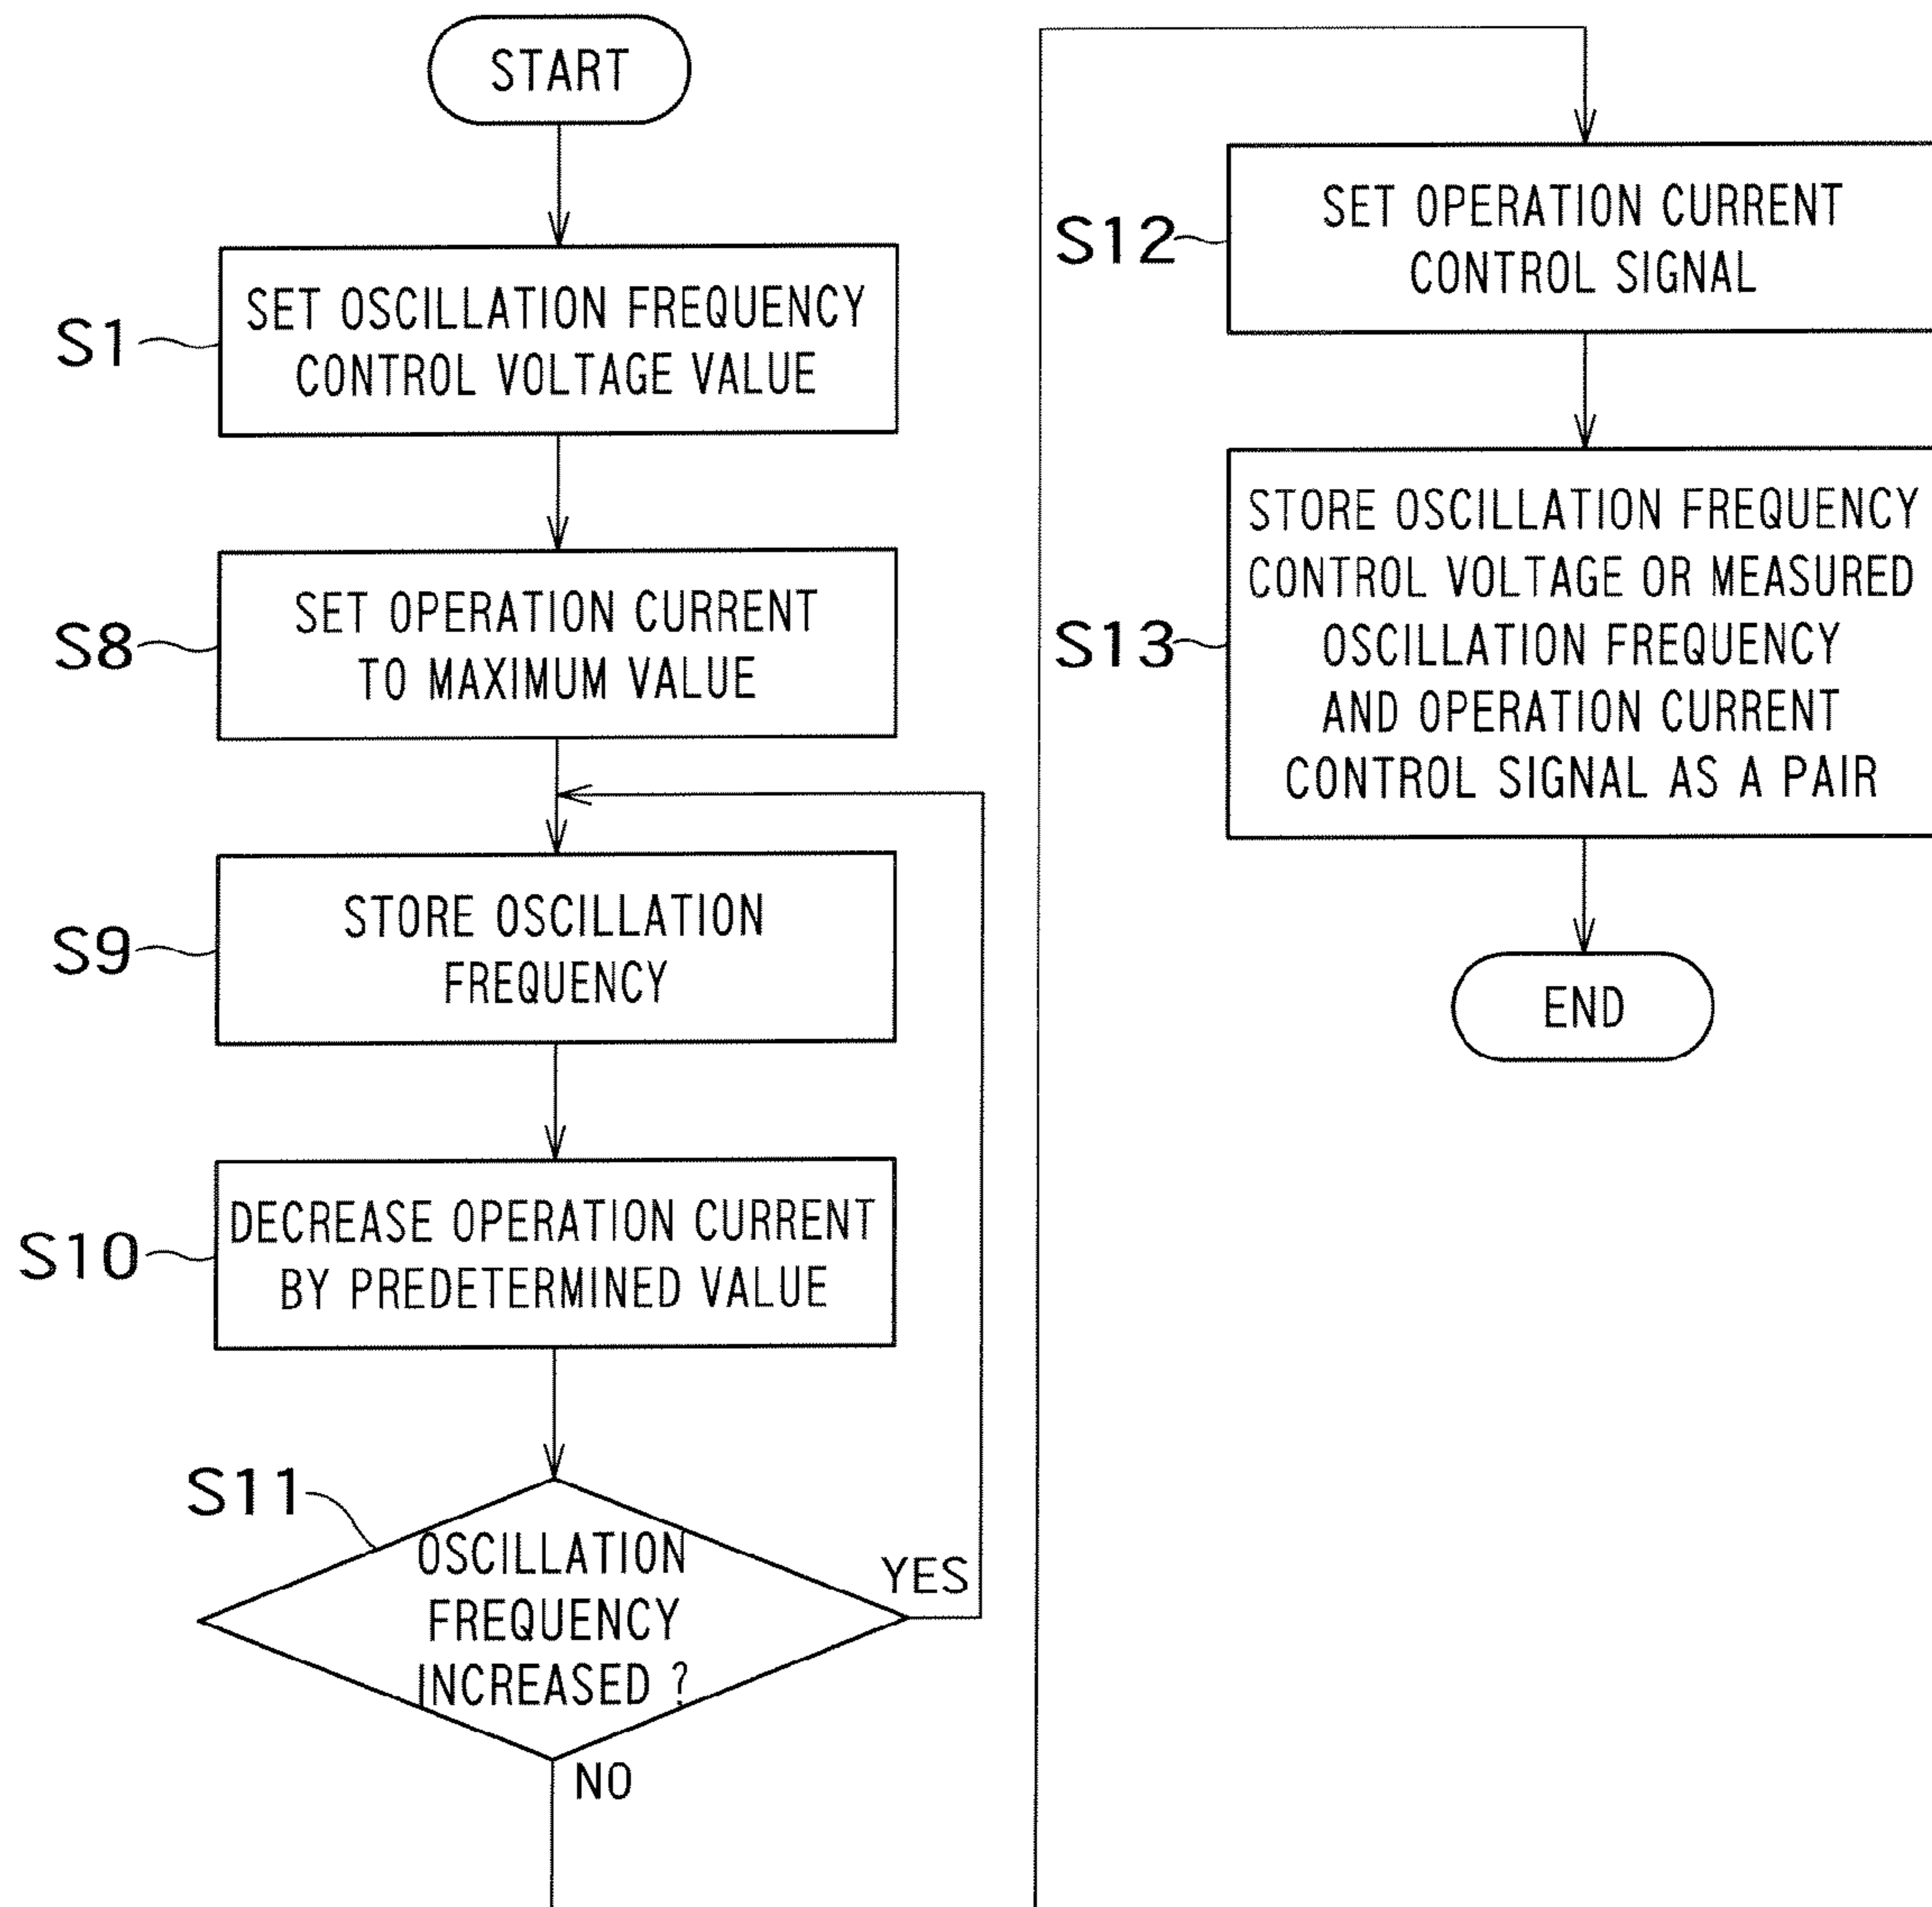 START
S1
SET OSCILLATION FREQUENCY
CONTROL VOLTAGE VALUE
S8
SET OPERATION CURRENT
TO MAXIMUM VALUE
S9
STORE OSCILLATION
FREQUENCY
S10
DECREASE OPERATION CURRENT
BY PREDETERMINED VALUE
S11
OSCILLATION
FREQUENCY
INCREASED ?
YES
NO
S12
SET OPERATION CURRENT
CONTROL SIGNAL
S13
STORE OSCILLATION FREQUENCY
CONTROL VOLTAGE OR MEASURED
OSCILLATION FREQUENCY
AND OPERATION CURRENT
CONTROL SIGNAL AS A PAIR
END